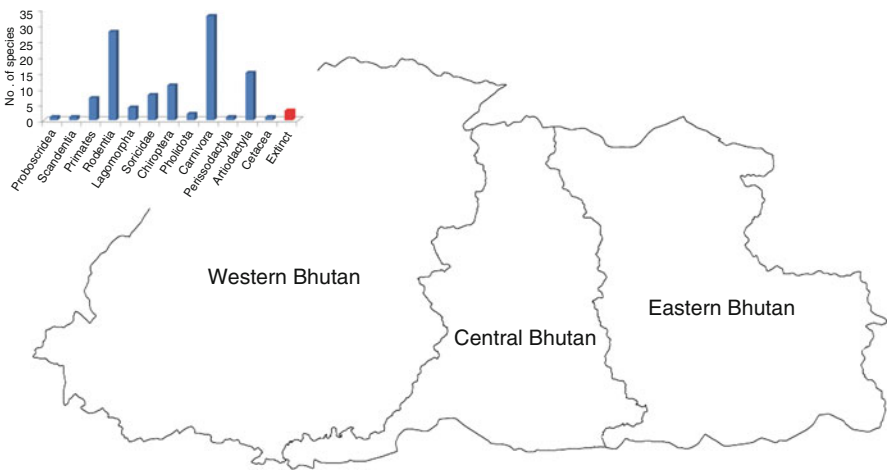 No . of species
35
30
25
20
15
10
5
0
Proboscridea
Scandentia
Primates
Rodentia
Lagomorpha
Soricidae
Chiroptera
Pholidota
Carnivora
Perissodactyla
Artiodactyla
Cetacea
Extinct
Western Bhutan
Central Bhutan
Eastern Bhutan